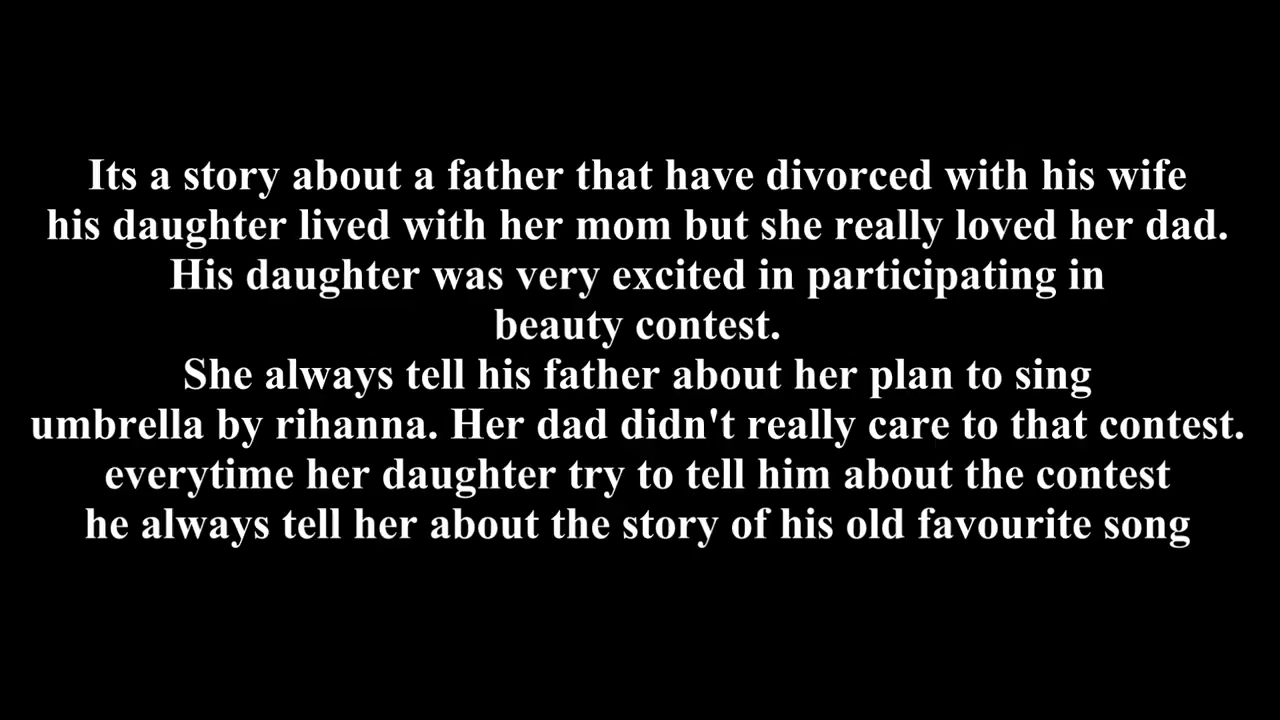 Its a story about a father that have divorced with his wife
his daughter lived with her mom but she really loved her dad.
His daughter was very excited in participating in
beauty contest.
She always tell his father about her plan to sing
umbrella by rihanna. Her dad didn't really care to that contest.
everytime her daughter try to tell him about the contest
he always tell her about the story of his old favourite song